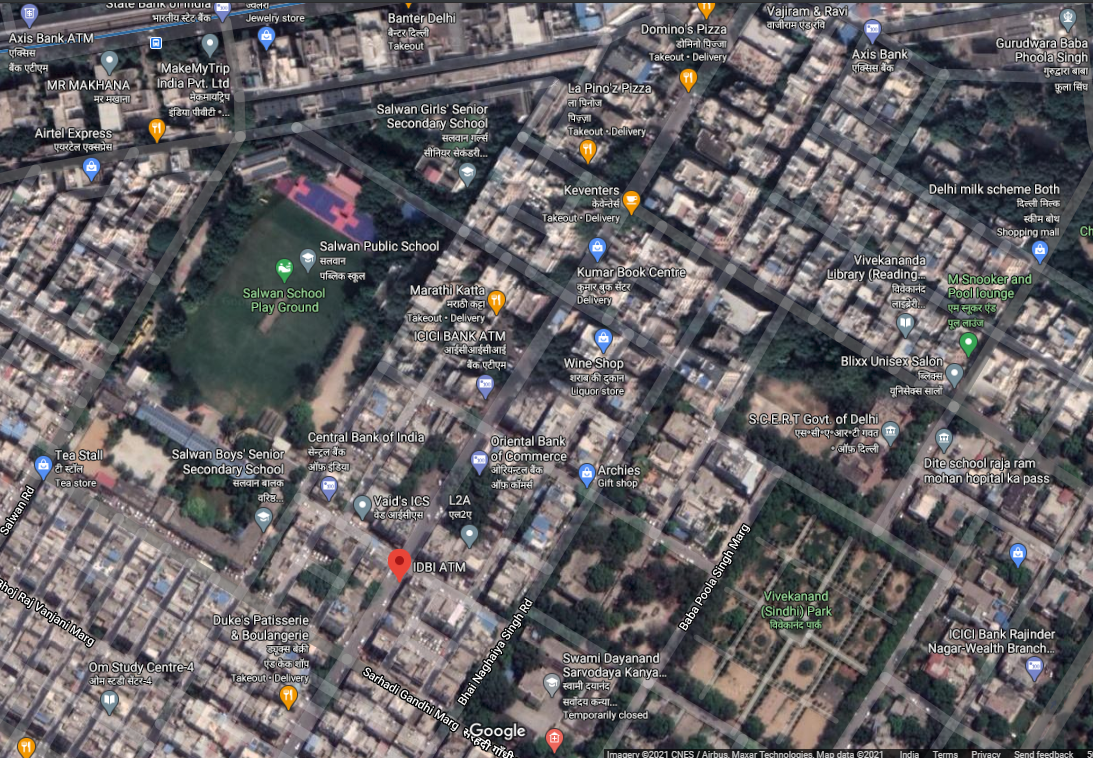 State Bank of India
भारतीय स्टेट बैंक
ज्वेलरी
Jewelry store
Banter Delhi
बैन्टर दिल्ली
Takeout
Domino's Pizza
डोमिनो पिज्जा
Takeout • Delivery
Vajiram & Ravi
वाजीराम एंड रवि
Axis Bank
एक्सिस बैंक
Gurudwara Baba
Phoola Singh
गुरुद्वारा बाबा
फूला सिंघ
Axis Bank ATM
एक्सिस
बैंक एटीएम
MR MAKHANA
मर मखाना
MakeMyTrip
India Pvt. Ltd
मेकमायट्रिप
इंडिया पीवीटी •...
Airtel Express
एयरटेल एक्सप्रेस
Salwan Girls' Senior
Secondary School
सलवान गर्ल्स
सीनियर सेकंडरी...
La Pino'z Pizza
ला पिनोज
पिज़्ज़ा
Takeout • Delivery
Keventers
केवेन्टेर्स
Takeout • Delivery
Delhi milk scheme Both
दिल्ली मिल्क
स्कीम बोथ
Shopping mall
Ch
Salwan Public School
सलवान
पब्लिक स्कूल
Salwan School
Play Ground
Kumar Book Centre
कुमार बुक सेंटर
Delivery
Vivekananda
Library (Reading...
विवेकानंद
लाइब्रेरी...
M Snooker and
Pool lounge
एम स्नूकर एंड
पूल लाउंज
Marathi Katta
मराठी कट्टा
Takeout • Delivery
ICICI BANK ATM
आईसीआईसीआई
बैंक एटीएम
Wine Shop
शराब की दुकान
Liquor store
Blixx Unisex Salon
ब्लिक्स
यूनिसेक्स सालों
S.C.E.R.T Govt. of Delhi
एस•सी•ए•आर•टी गवत
•ऑफ़ दिल्ली
Dite school raja ram
mohan hopital ka pass
Central Bank of India
सेन्ट्रल बैंक
ऑफ़ इंडिया
Oriental Bank
of Commerce
ओरियन्टल बैंक
ऑफ़ कॉमर्स
Archies
Gift shop
Tea Stall
टी स्टॉल
Tea store
Salwan Boys' Senior
Secondary School
सलवान बालक
वरिष्ठ...
Vaid's ICS
वेड आईसीएस
L2A
एल2ए
Salwan Rd
IDBI ATM
Baba Poola Singh Marg
Vivekanand
(Sindhi) Park
विवेकानंद पार्क
Bhoj Raj Vanjani Marg
Duke's Patisserie
& Boulangerie
ड्यूक्स बेक्री
एंड केक शॉप
Takeout • Delivery
Bhai Naghaiya Singh Rd
ICICI Bank Rajinder
Nagar-Wealth Branch...
Om Study Centre-4
ओम स्टडी सेंटर-4
Sarhadi Gandhi Marg
Swami Dayanand
Sarvodaya Kanya...
स्वामी दयानंद
सर्वोदय कन्या...
Temporarily closed
Google
Imagery ©2021 CNES / Airbus, Maxar Technologies, Map data ©2021 India Terms Privacy Send feedback